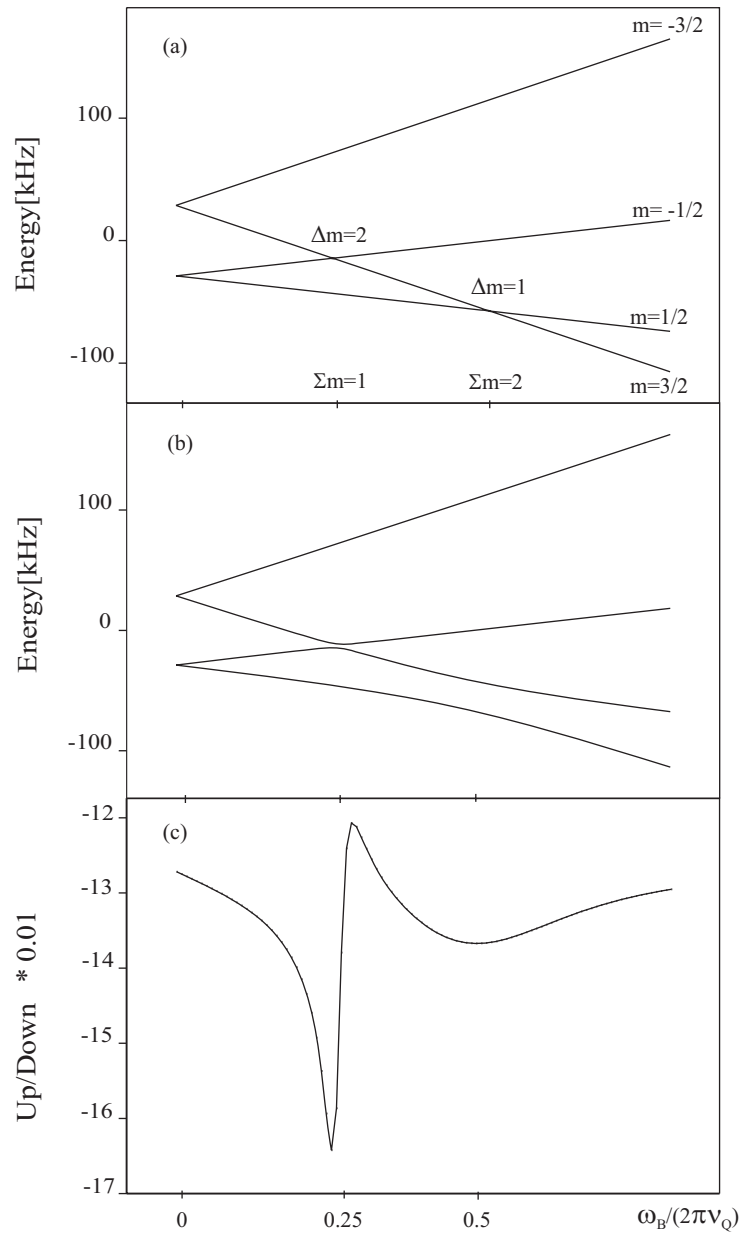 (a)
m= -3/2
100
0
-100
Energy[kHz]
Δm=2
m= -1/2
Δm=1
m=1/2
Σm=1
Σm=2
m=3/2
(b)
100
0
-100
Energy[kHz]
(c)
-12
-13
-14
-15
-16
-17
Up/Down * 0.01
0
0.25
0.5
ω_B/(2πν_Q)